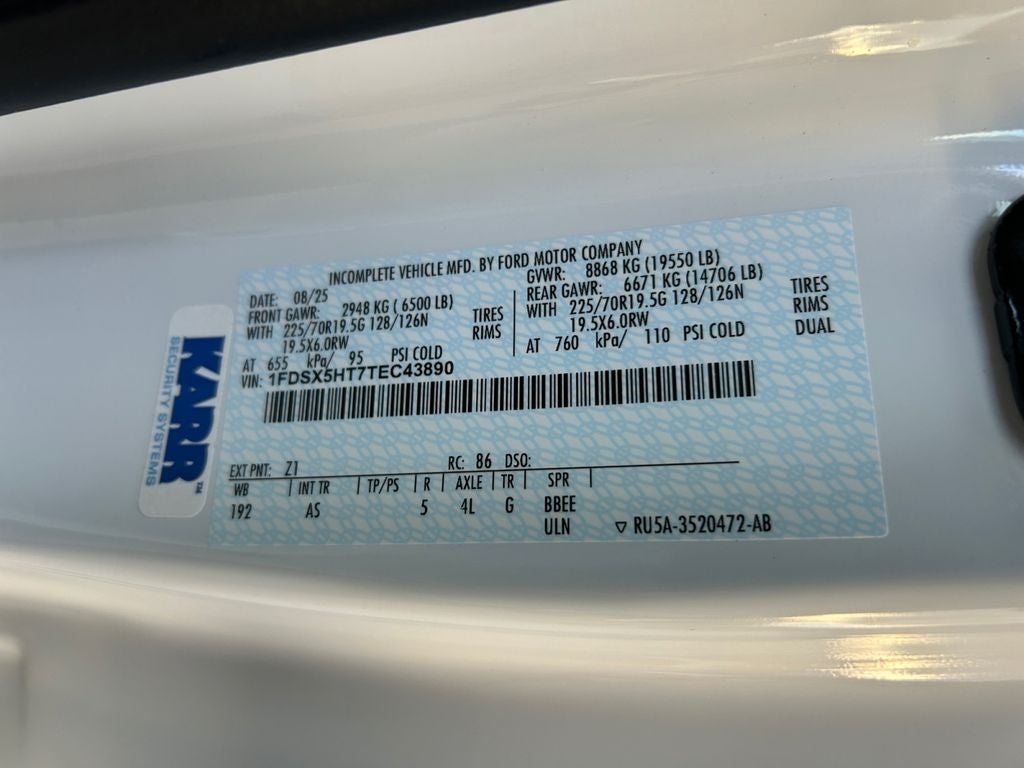 INCOMPLETE VEHICLE MFD. BY FORD MOTOR COMPANY
DATE: 08/25
GVWR: 8868 KG (19550 LB)
FRONT GAWR: 2948 KG ( 6500 LB)
REAR GAWR: 6671 KG (14706 LB)
WITH 225/70R19.5G 128/126N TIRES
WITH 225/70R19.5G 128/126N TIRES
19.5X6.0RW RIMS
19.5X6.0RW RIMS
AT 655 kPa/ 95 PSI COLD
AT 760 kPa/ 110 PSI COLD DUAL
VIN: 1FDSX5HT7TEC43890
EXT PNT: Z1 RC: 86 DSO:
WB INT TR TP/PS R AXLE TR SPR
192 AS 5 4L G BBEE
ULN ▽ RU5A-3520472-AB
KARR™
SECURITY SYSTEMS